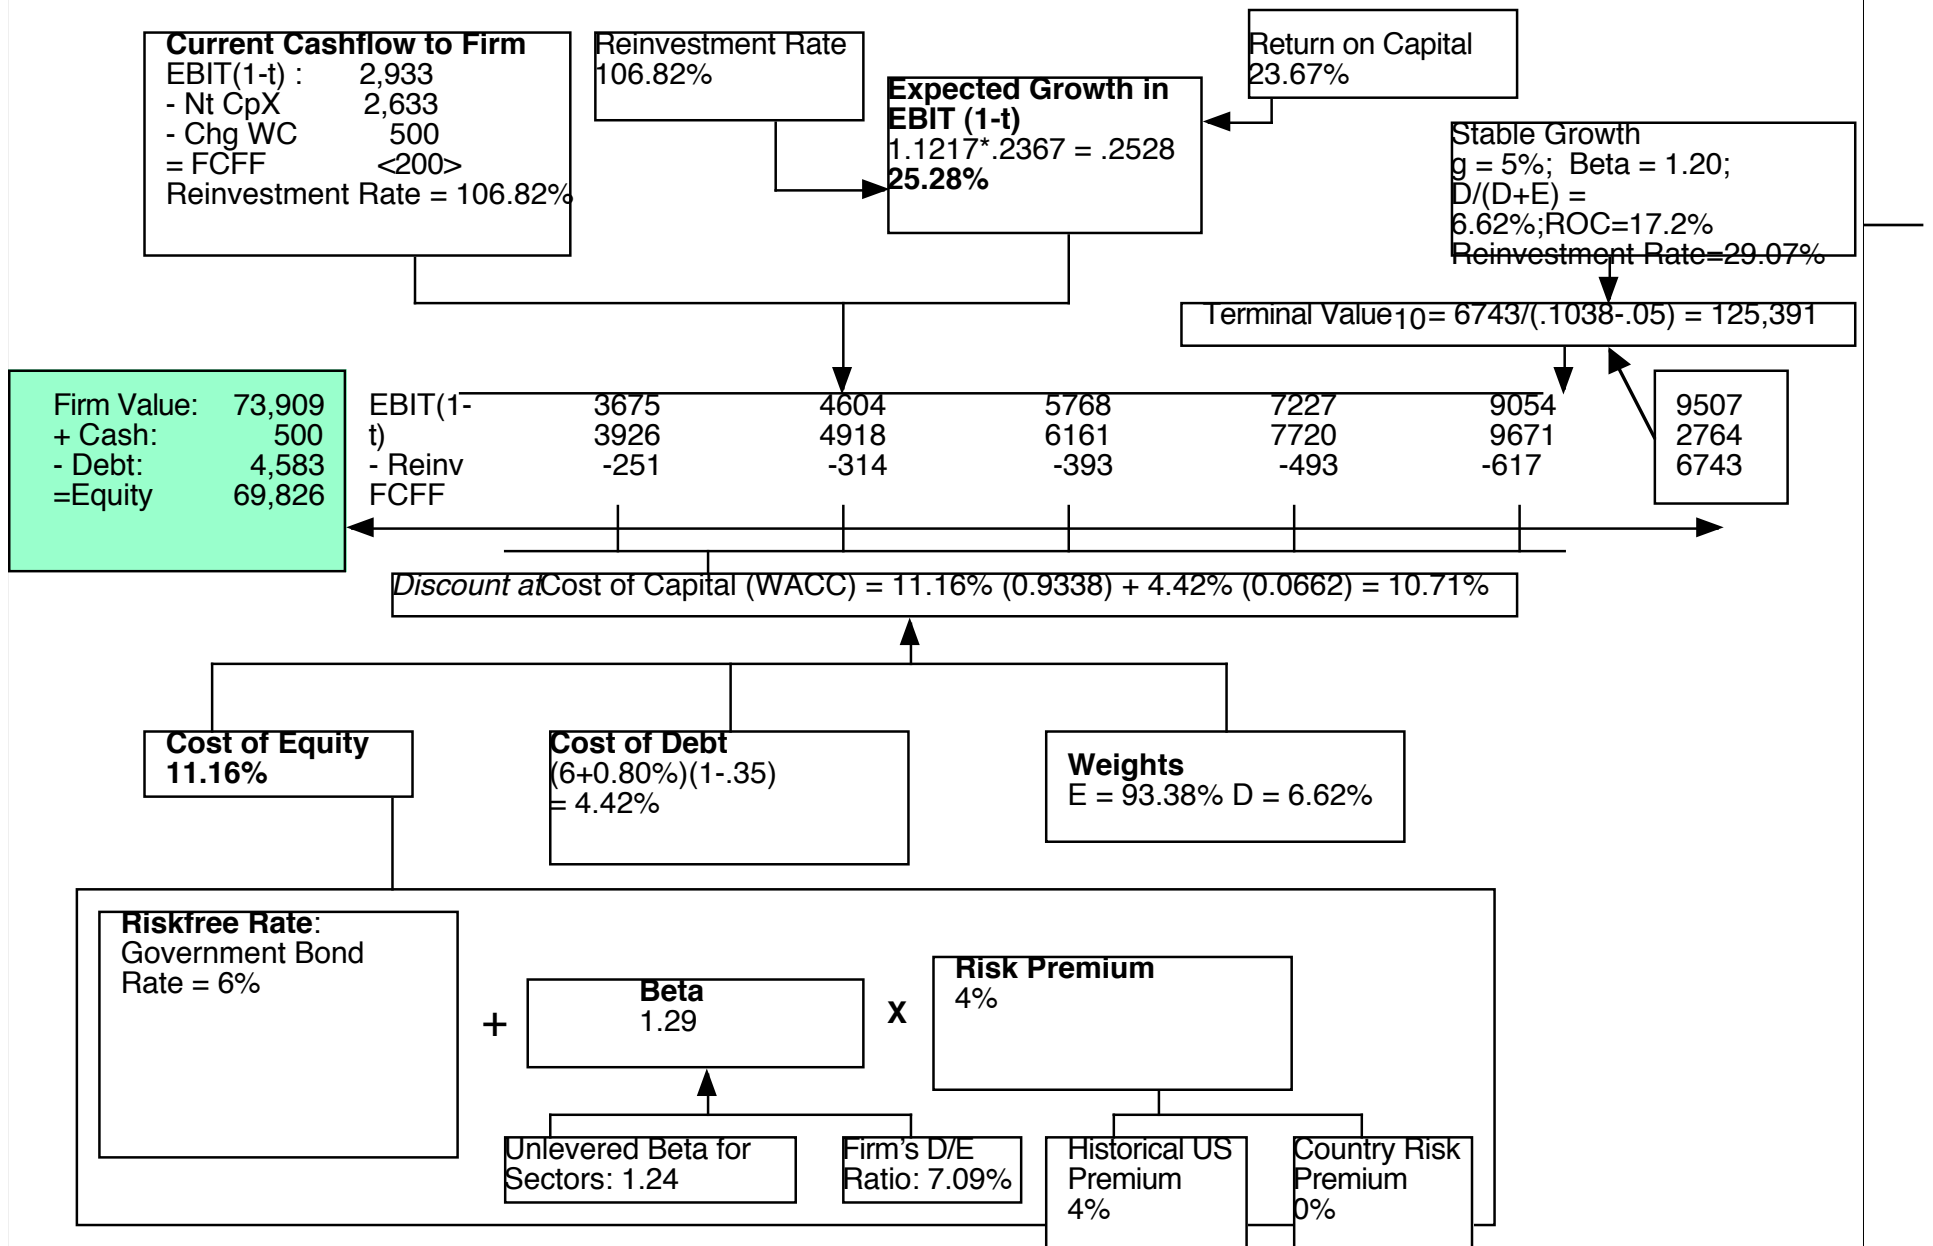 Current Cashflow to Firm
EBIT(1-t) : 2,933
- Nt CpX 2,633
- Chg WC 500
= FCFF <200>
Reinvestment Rate = 106.82%
Reinvestment Rate
106.82%
Expected Growth in
EBIT (1-t)
1.1217*.2367 = .2528
25.28%
Return on Capital
23.67%
Stable Growth
g = 5%; Beta = 1.20;
D/(D+E) =
6.62%;ROC=17.2%
Reinvestment Rate=29.07%
Terminal Value10= 6743/(.1038-.05) = 125,391
Firm Value: 73,909
+ Cash: 500
- Debt: 4,583
=Equity 69,826
EBIT(1- 3675 4604 5768 7227 9054
t) 3926 4918 6161 7720 9671
- Reinv -251 -314 -393 -493 -617
FCFF
9507
2764
6743
Discount at Cost of Capital (WACC) = 11.16% (0.9338) + 4.42% (0.0662) = 10.71%
Cost of Equity
11.16%
Cost of Debt
(6+0.80%)(1-.35)
= 4.42%
Weights
E = 93.38% D = 6.62%
Riskfree Rate:
Government Bond
Rate = 6%
+
Beta
1.29
X
Risk Premium
4%
Unlevered Beta for
Sectors: 1.24
Firm’s D/E
Ratio: 7.09%
Historical US
Premium
4%
Country Risk
Premium
0%